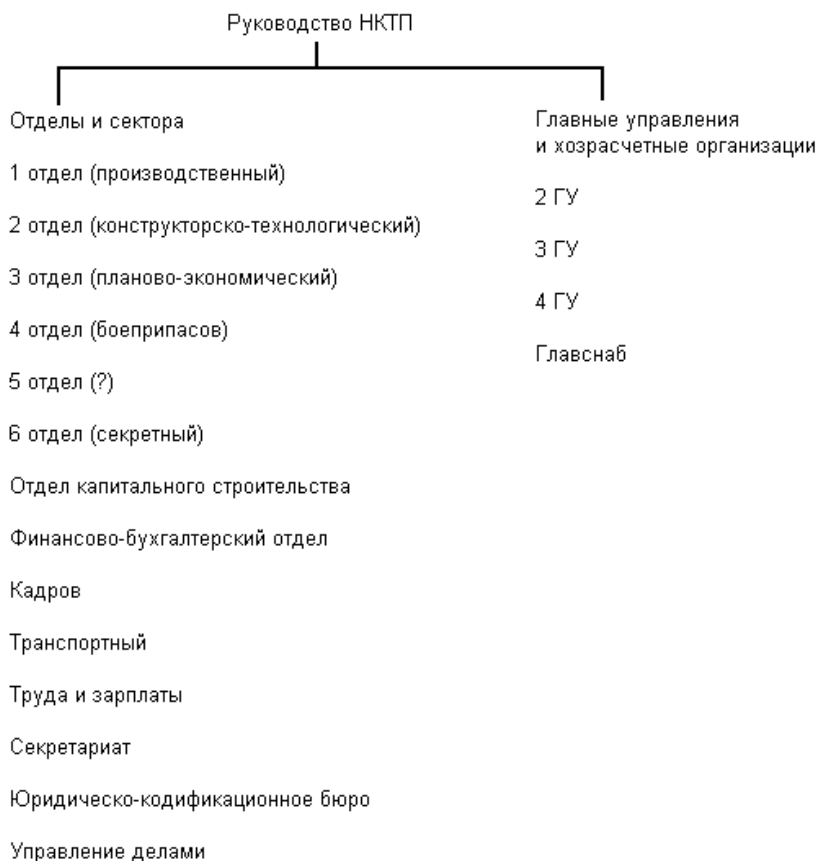 Руководство НКТП
Отделы и сектора
1 отдел (производственный)
2 отдел (конструкторско-технологический)
3 отдел (планово-экономический)
4 отдел (боеприпасов)
5 отдел (?)
6 отдел (секретный)
Отдел капитального строительства
Финансово-бухгалтерский отдел
Кадров
Транспортный
Труда и зарплаты
Секретариат
Юридическо-кодификационное бюро
Управление делами
Главные управления
и хозрасчетные организации
2 ГУ
3 ГУ
4 ГУ
Главснаб